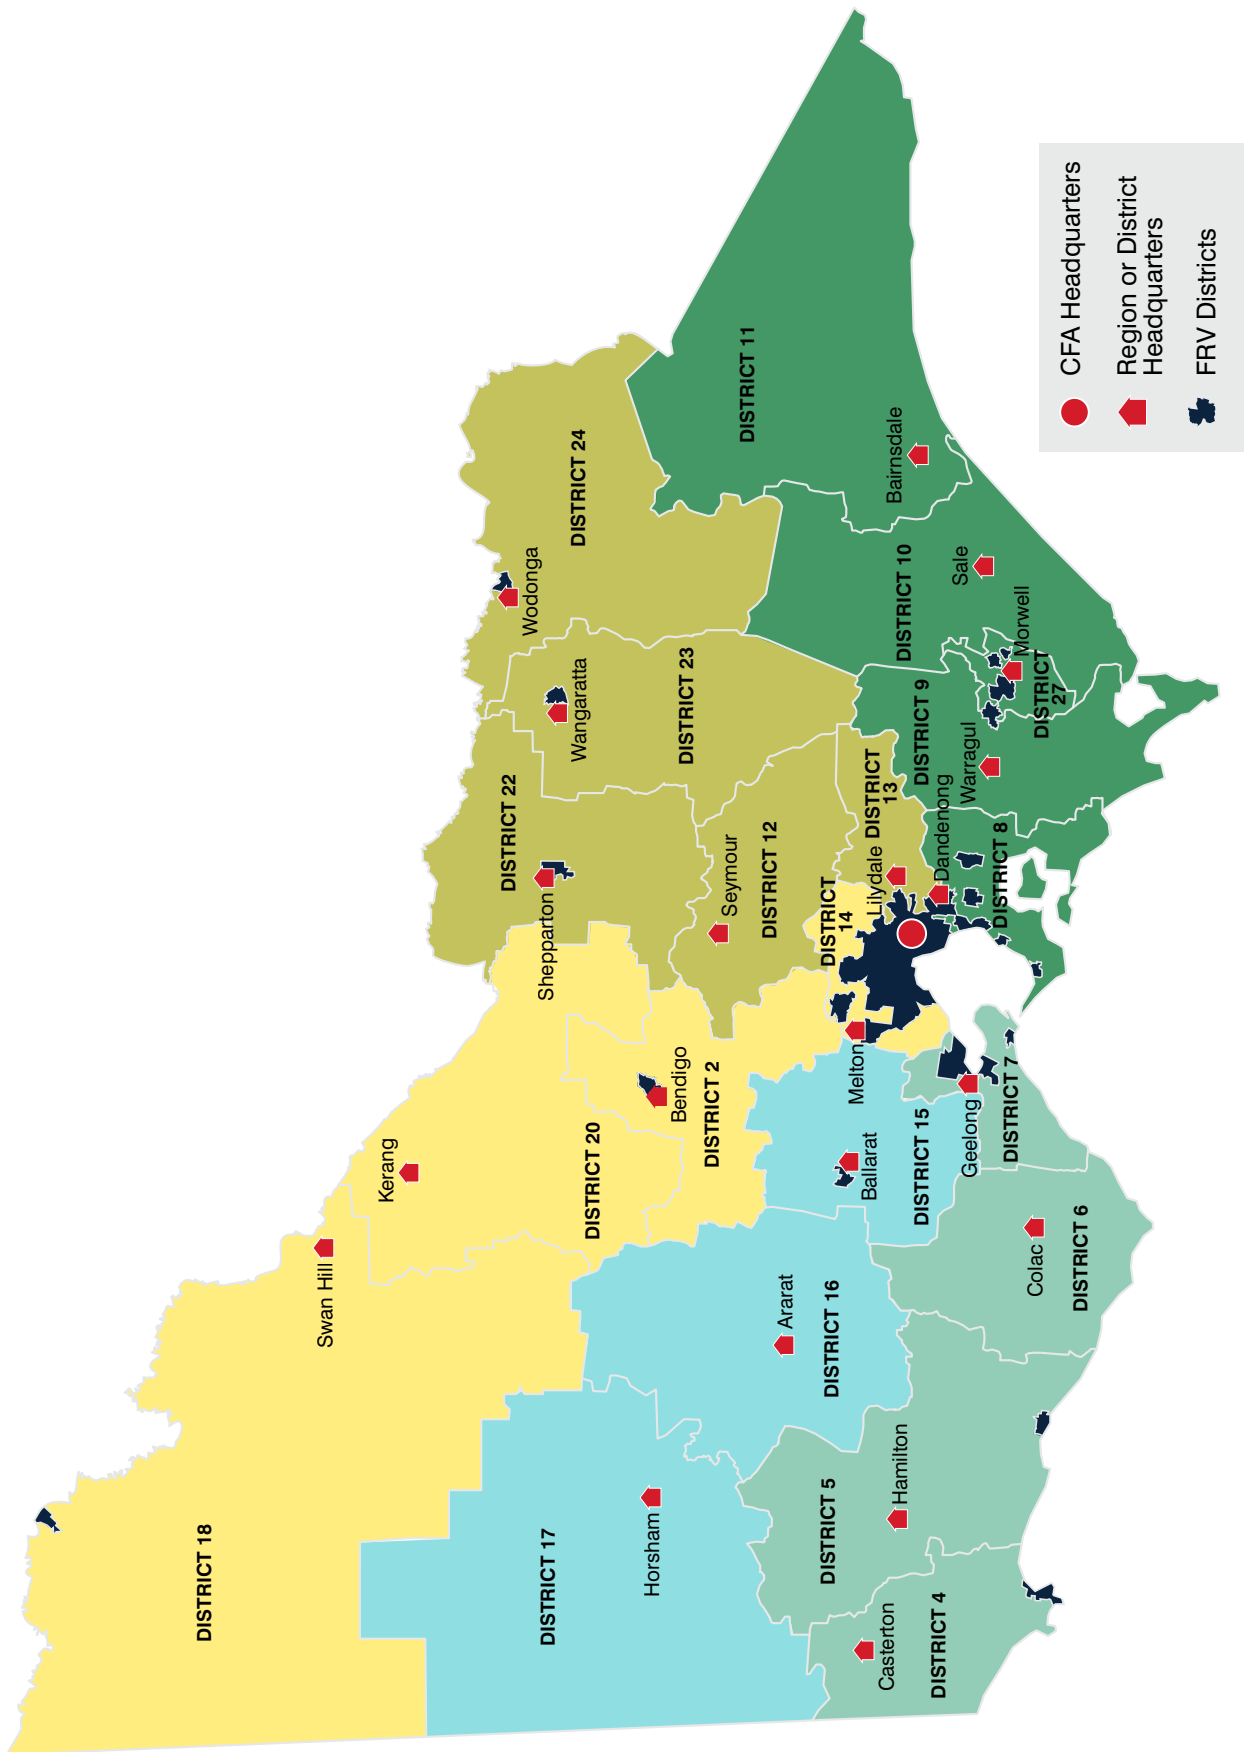 DISTRICT 18
Swan Hill
Kerang
DISTRICT 20
DISTRICT 17
Horsham
Bendigo
DISTRICT 2
DISTRICT 16
Ararat
Ballarat
DISTRICT 15
Melton
DISTRICT 14
DISTRICT 5
Hamilton
Casterton
DISTRICT 4
Colac
DISTRICT 6
Geelong
DISTRICT 7
DISTRICT 22
Shepparton
Seymour
DISTRICT 12
Wangaratta
DISTRICT 23
Wodonga
DISTRICT 24
DISTRICT
13
Lilydale
Dandenong
DISTRICT 8
Warragul
DISTRICT 9
DISTRICT
27
Morwell
DISTRICT 10
Sale
Bairnsdale
DISTRICT 11
CFA Headquarters
Region or District
Headquarters
FRV Districts